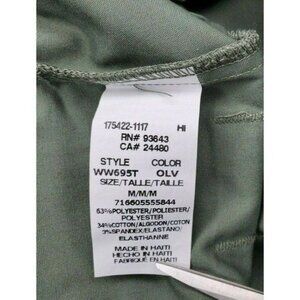 175422-1117 HI
RN# 93643
CA# 24480
STYLE COLOR
WW695T OLV
SIZE/TALLE/TAILLE
M/M/M
716605555844
63%POLYESTER/POLIESTER/
POLYESTER
34%COTTON/ALGODON/COTON
3%SPANDEX/ELASTANO/
ELASTHANNE
MADE IN HAITI
HECHO EN HAITI
FABRIQUÉ EN HAITI